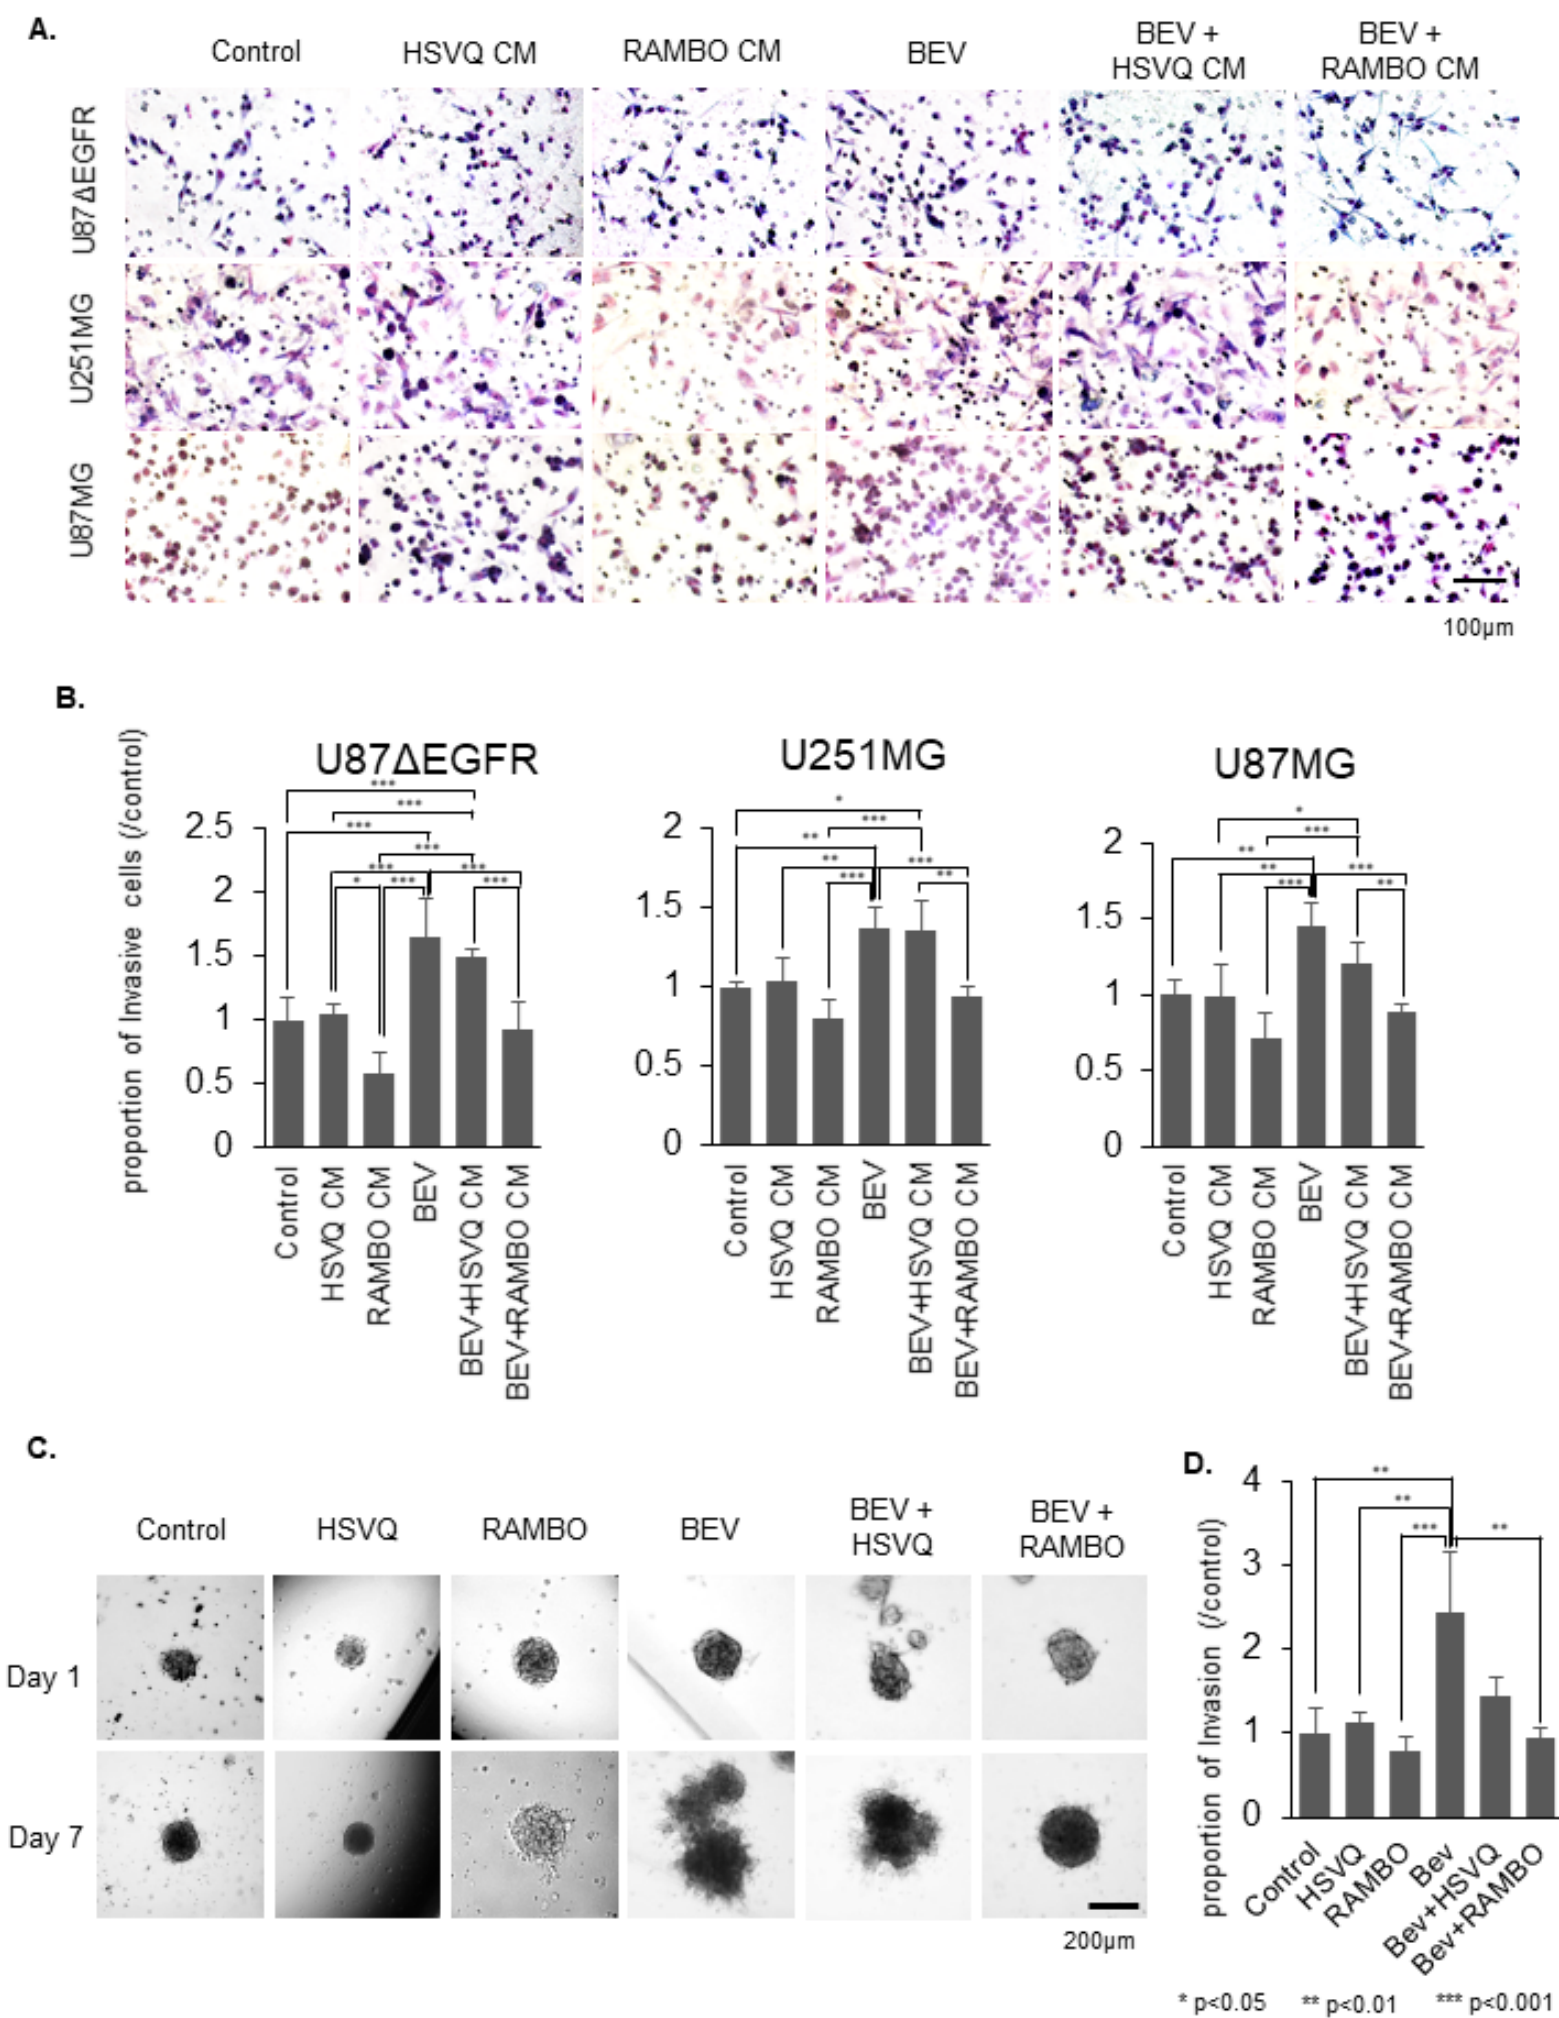 A.
Control
HSVQ CM
RAMBO CM
BEV
BEV +
HSVQ CM
BEV +
RAMBO CM
U87ΔEGFR
U251MG
U87MG
100μm
B.
proportion of Invasive cells (/control)
U87ΔEGFR
***
***
***
***
***
***
*
***
***
2.5
2
1.5
1
0.5
0
Control
HSVQ CM
RAMBO CM
BEV
BEV+HSVQ CM
BEV+RAMBO CM
U251MG
*
***
**
**
***
***
**
2
1.5
1
0.5
0
Control
HSVQ CM
RAMBO CM
BEV
BEV+HSVQ CM
BEV+RAMBO CM
U87MG
*
***
**
**
***
***
**
2
1.5
1
0.5
0
Control
HSVQ CM
RAMBO CM
BEV
BEV+HSVQ CM
BEV+RAMBO CM
C.
Control
HSVQ
RAMBO
BEV
BEV +
HSVQ
BEV +
RAMBO
Day 1
Day 7
200μm
D.
proportion of Invasion (/control)
**
**
***
**
4
3
2
1
0
Control
HSVQ
RAMBO
Bev
Bev+HSVQ
Bev+RAMBO
* p<0.05
** p<0.01
*** p<0.001